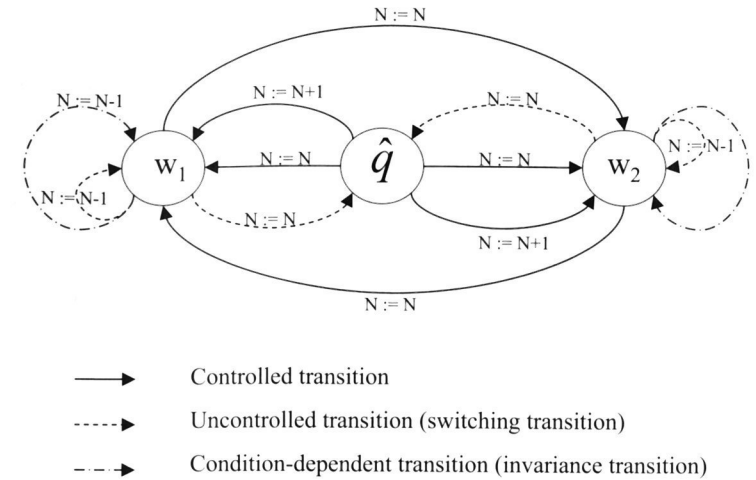 N := N
N := N-1
N := N+1
N := N
w1
N := N
q̂
N := N
w2
N := N-1
N := N-1
N := N
N := N+1
N := N
Controlled transition
Uncontrolled transition (switching transition)
Condition-dependent transition (invariance transition)